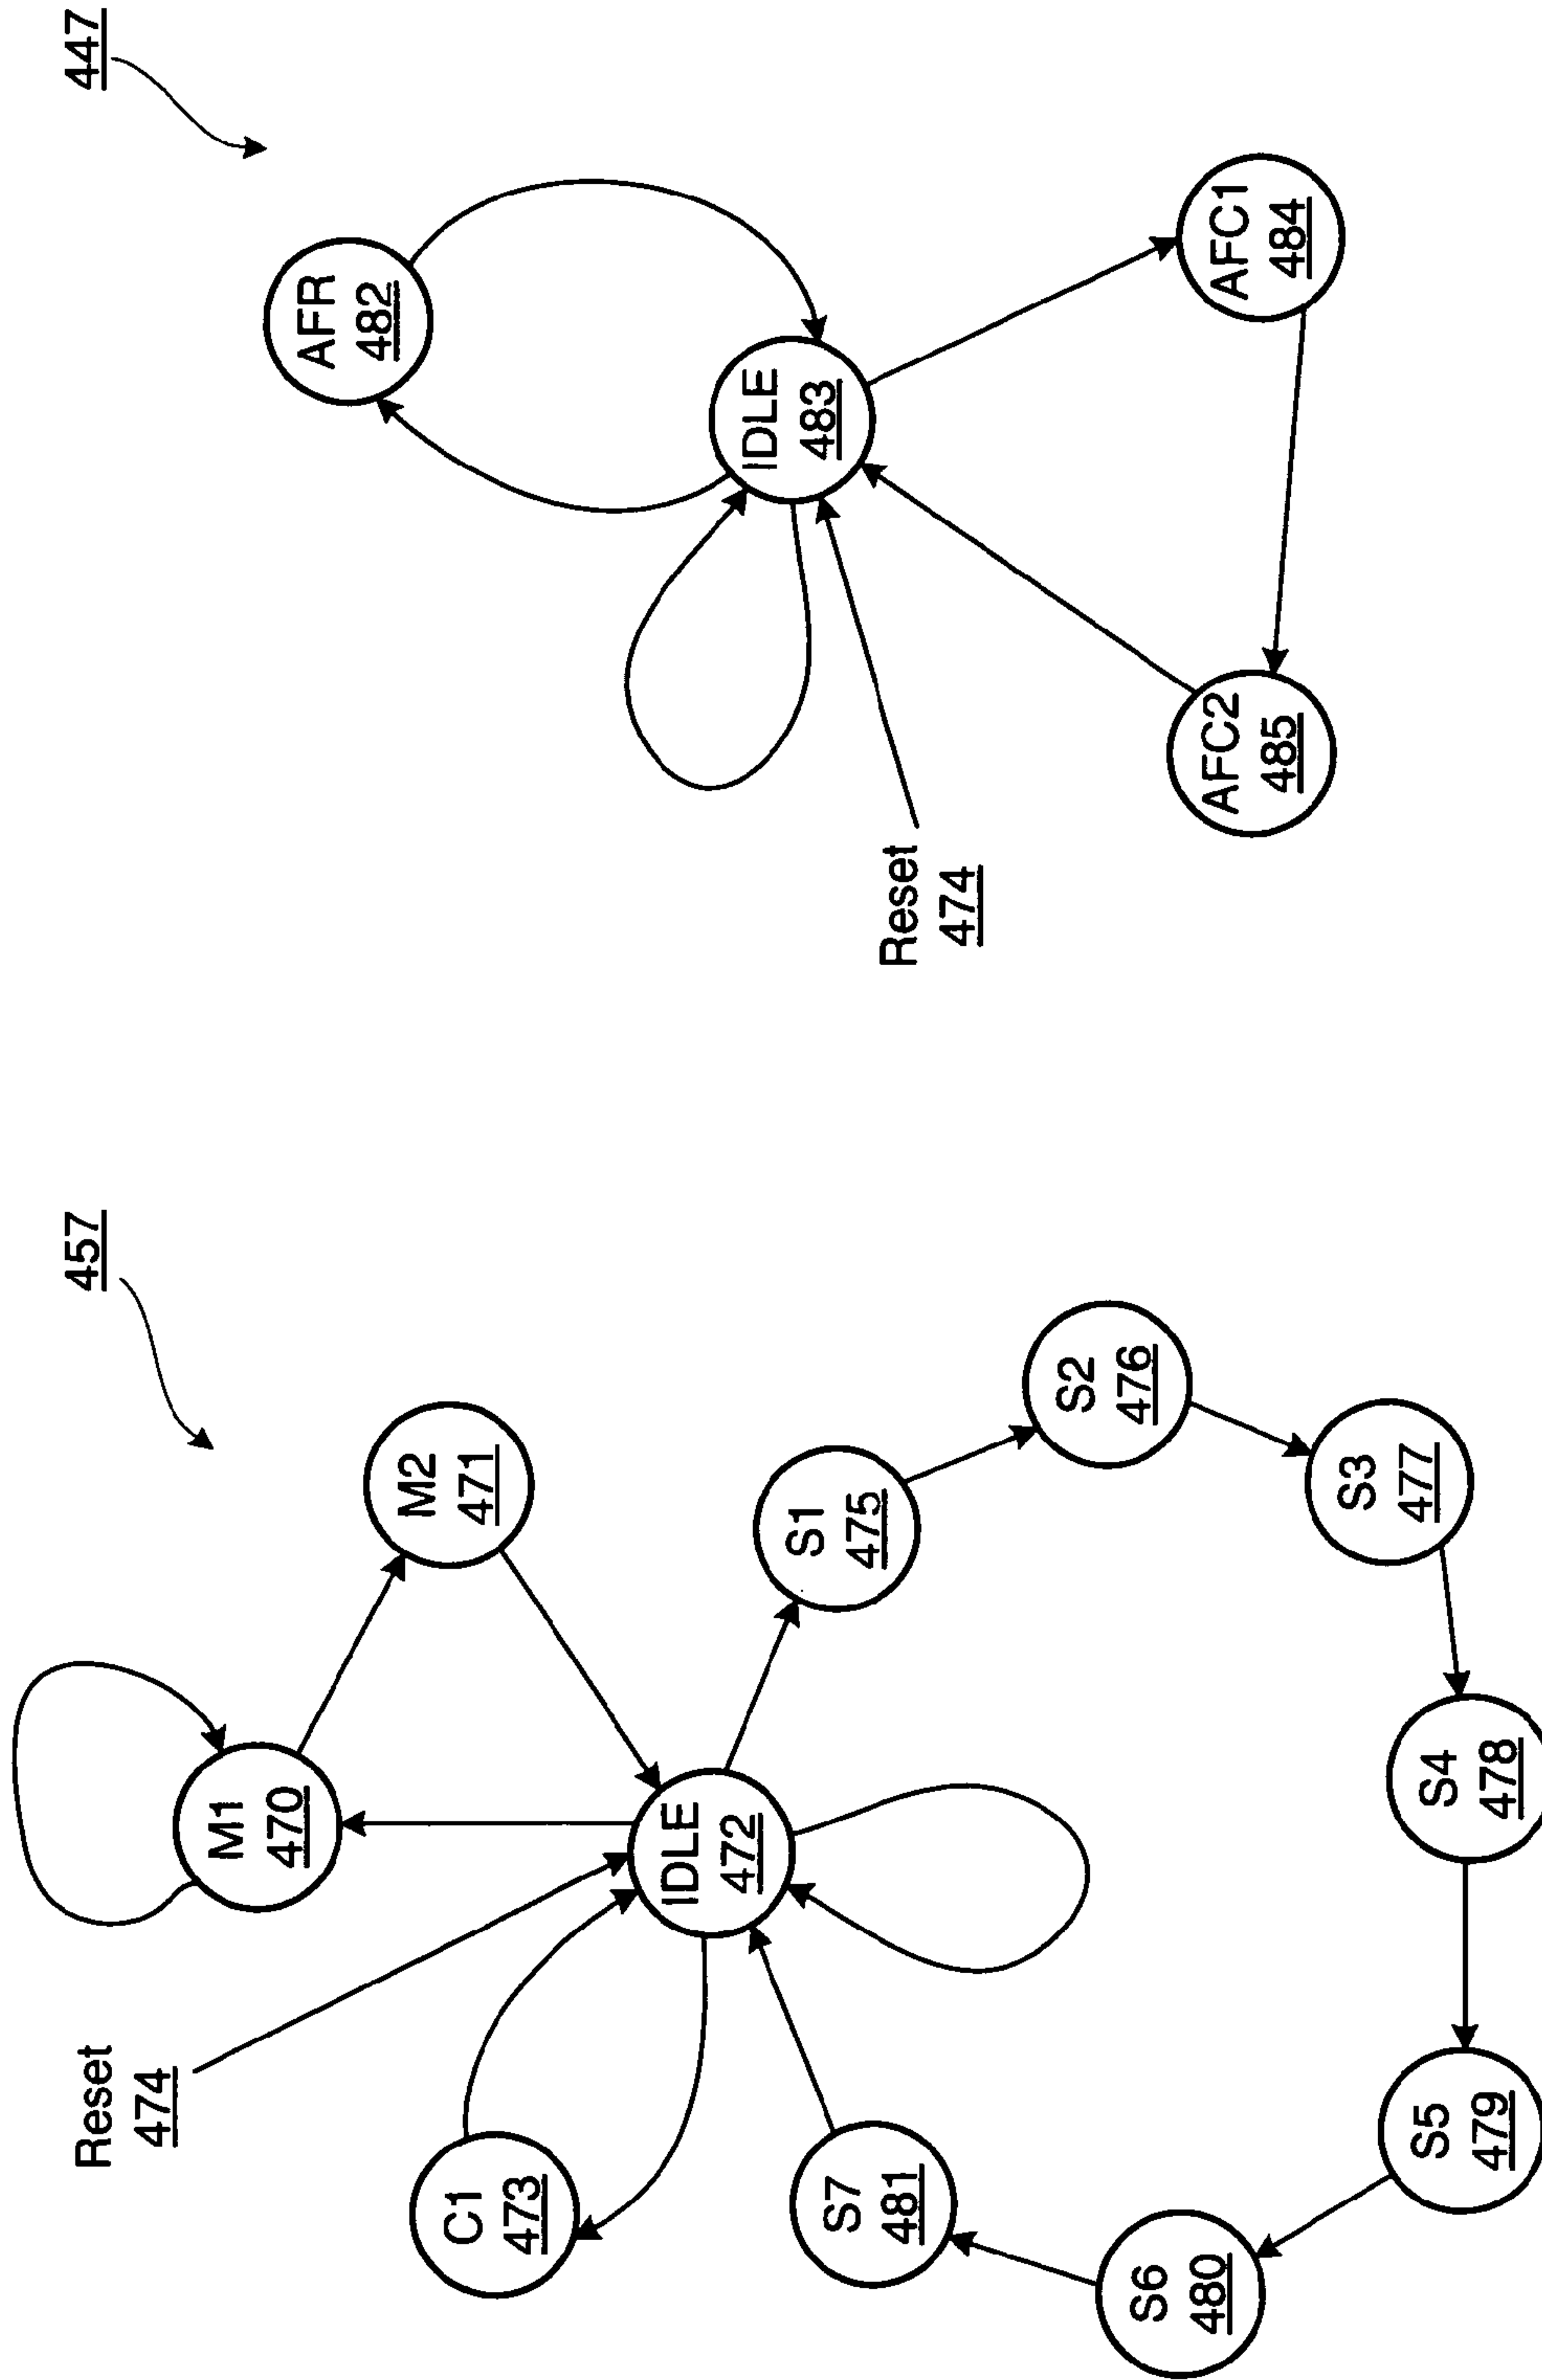 457
M1
470
M2
471
Reset
474
C1
473
IDLE
472
S1
475
S7
481
S2
476
S6
480
S3
477
S5
479
S4
478
447
AFR
482
IDLE
483
Reset
474
AFC2
485
AFC1
484